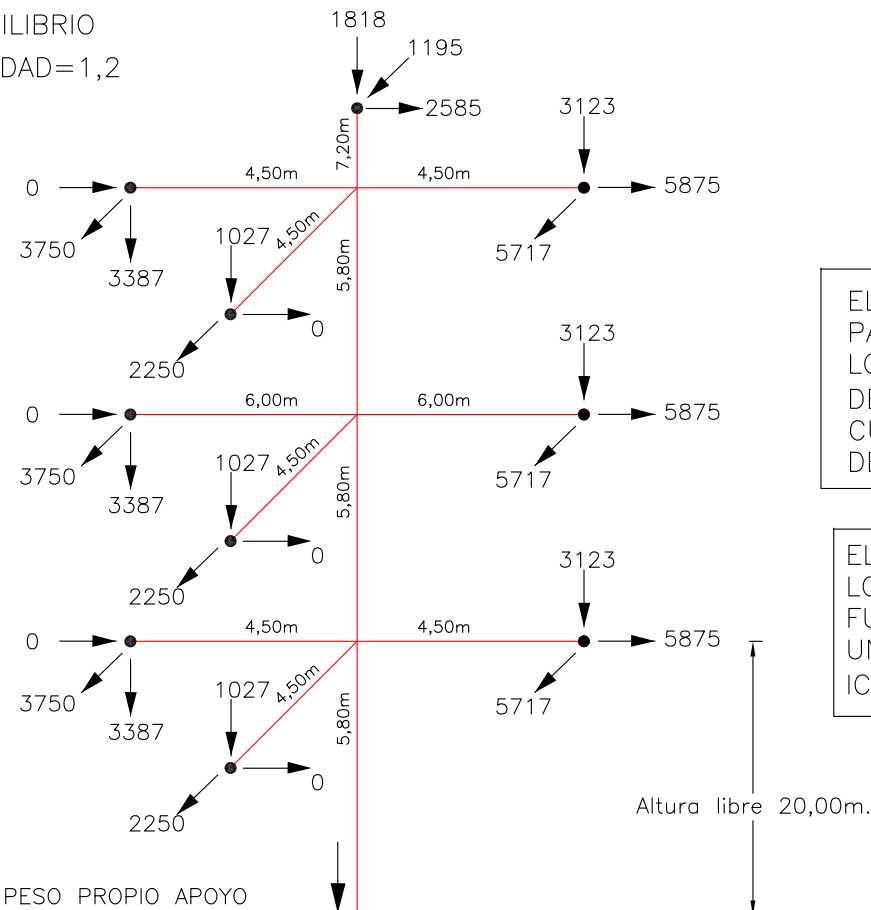 ILIBRIO
DAD=1,2
1818
1195
2585
7,20m
3123
0
4,50m
4,50m
5875
3750
3387
1027
4,50m
5,80m
5717
0
2250
3123
0
6,00m
6,00m
5875
3750
3387
1027
4,50m
5,80m
5717
0
2250
3123
0
4,50m
4,50m
5875
3750
3387
1027
4,50m
5,80m
5717
0
2250
Altura libre 20,00m.
PESO PROPIO APOYO
EL
PA
LO
DE
CU
DE
EL
LO
FU
UN
IC